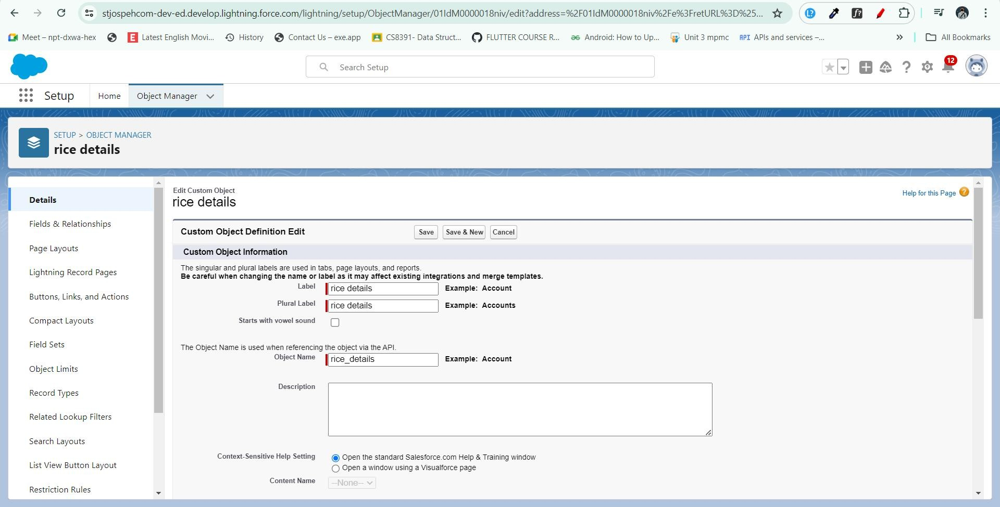 stjospehcom-dev-ed.develop.lightning.force.com/lightning/setup/ObjectManager/01IdM0000018niv/edit?address=%2F01IdM0000018niv%2Fe%3FretURL%3D%25...
Meet – npt-dxwa-hex
Latest English Movi...
History
Contact Us – exe.app
CS8391- Data Struct...
FLUTTER COURSE R...
Android: How to Up...
Unit 3 mpmc
API APIs and services –...
All Bookmarks
Search Setup
12
Setup
Home
Object Manager
SETUP > OBJECT MANAGER
rice details
Details
Fields & Relationships
Page Layouts
Lightning Record Pages
Buttons, Links, and Actions
Compact Layouts
Field Sets
Object Limits
Record Types
Related Lookup Filters
Search Layouts
List View Button Layout
Restriction Rules
Edit Custom Object
rice details
Help for this Page ?
Custom Object Definition Edit
Save
Save & New
Cancel
Custom Object Information
The singular and plural labels are used in tabs, page layouts, and reports.
Be careful when changing the name or label as it may affect existing integrations and merge templates.
Label rice details Example: Account
Plural Label rice details Example: Accounts
Starts with vowel sound
The Object Name is used when referencing the object via the API.
Object Name rice_details Example: Account
Description
Context-Sensitive Help Setting Open the standard Salesforce.com Help & Training window
Open a window using a Visualforce page
Content Name --None--